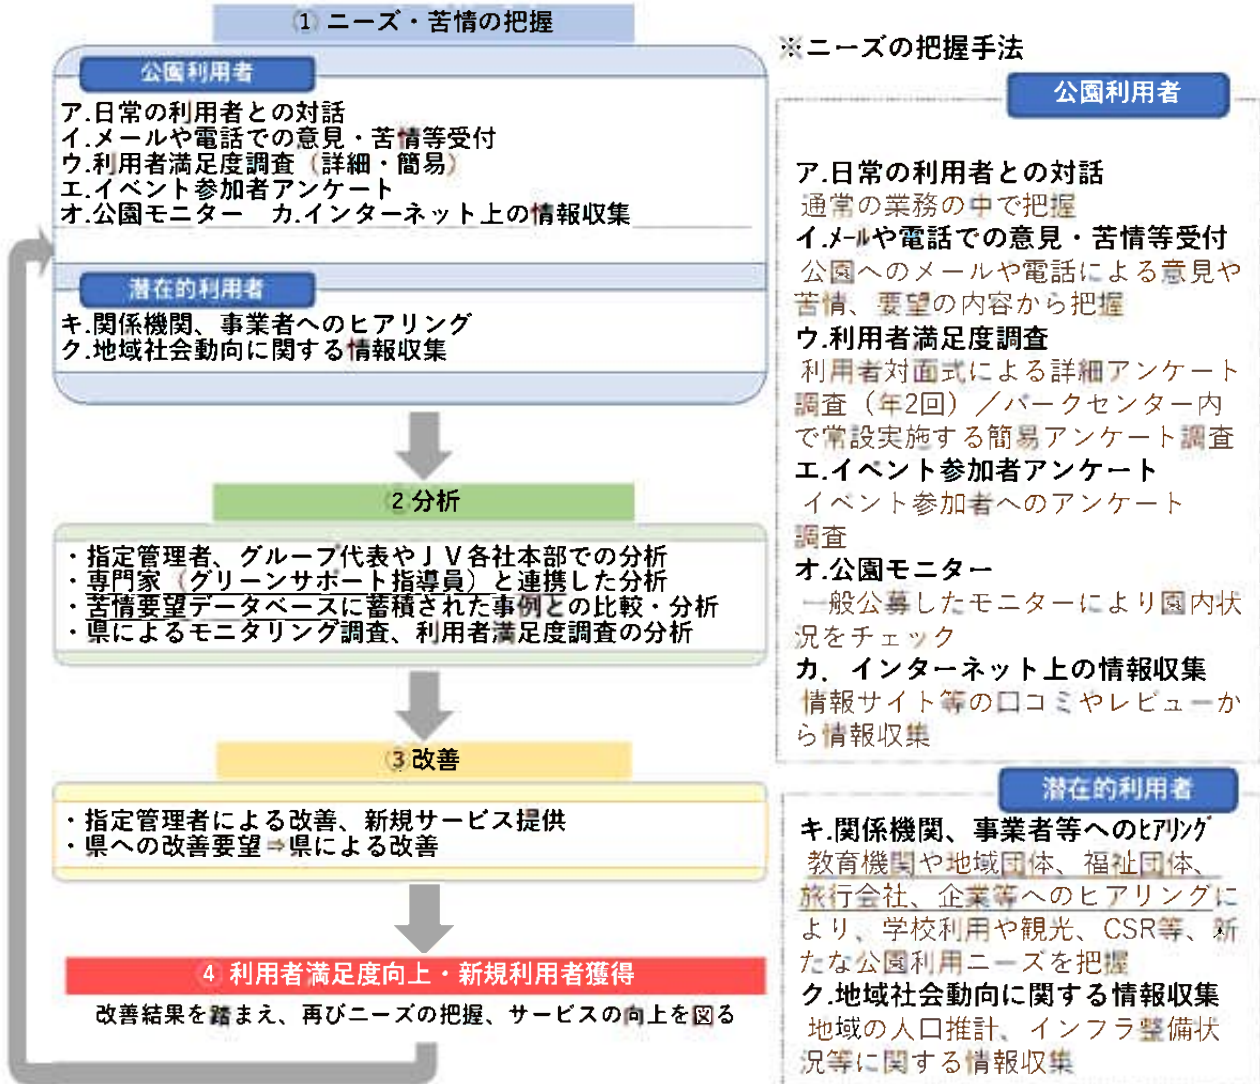 ① ニーズ・苦情の把握
公園利用者
ア.日常の利用者との対話
イ.メールや電話での意見・苦情等受付
ウ.利用者満足度調査（詳細・簡易）
エ.イベント参加者アンケート
オ.公園モニター　カ.インターネット上の情報収集
潜在的利用者
キ.関係機関、事業者へのヒアリング
ク.地域社会動向に関する情報収集
② 分析
・指定管理者、グループ代表やＪＶ各社本部での分析
・専門家（グリーンサポート指導員）と連携した分析
・苦情要望データベースに蓄積された事例との比較・分析
・県によるモニタリング調査、利用者満足度調査の分析
③ 改善
・指定管理者による改善、新規サービス提供
・県への改善要望⇒県による改善
④ 利用者満足度向上・新規利用者獲得
改善結果を踏まえ、再びニーズの把握、サービスの向上を図る
※ニーズの把握手法
公園利用者
ア.日常の利用者との対話
通常の業務の中で把握
イ.ﾒｰﾙや電話での意見・苦情等受付
公園へのメールや電話による意見や
苦情、要望の内容から把握
ウ.利用者満足度調査
利用者対面式による詳細アンケート
調査（年2回）／パークセンター内
で常設実施する簡易アンケート調査
エ.イベント参加者アンケート
イベント参加者へのアンケート
調査
オ.公園モニター
一般公募したモニターにより園内状
況をチェック
カ．インターネット上の情報収集
情報サイト等の口コミやレビューか
ら情報収集
潜在的利用者
キ.関係機関、事業者等へのﾋｱﾘﾝｸﾞ
教育機関や地域団体、福祉団体、
旅行会社、企業等へのヒアリングに
より、学校利用や観光、CSR等、新
たな公園利用ニーズを把握
ク.地域社会動向に関する情報収集
地域の人口推計、インフラ整備状
況等に関する情報収集